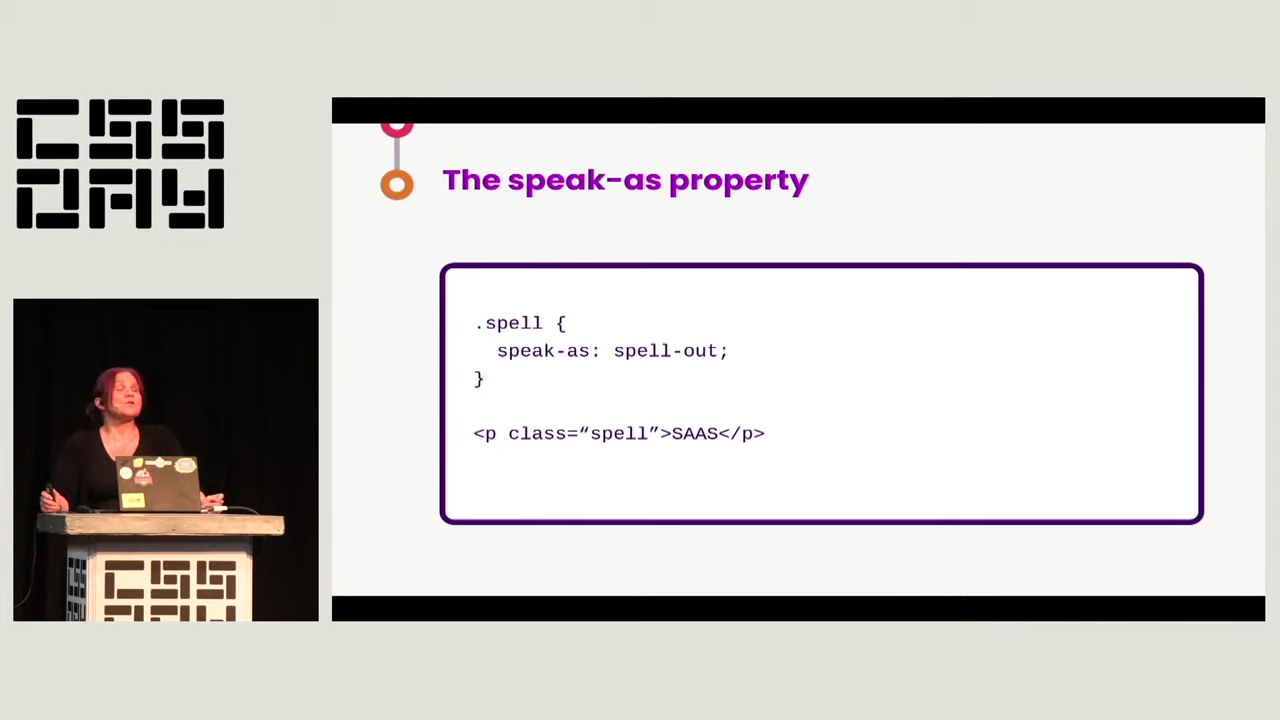 CSS
DAY
The speak-as property
.spell {
speak-as: spell-out;
}
<p class=“spell”>SAAS</p>